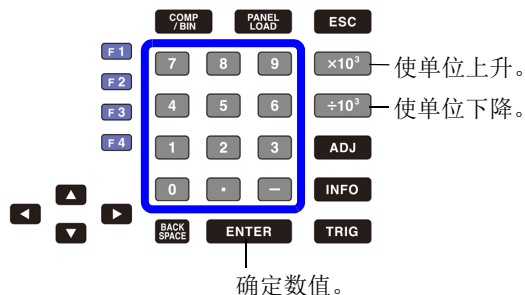 COMP /BIN PANEL LOAD ESC
F 1
7 8 9 ×10³ 使单位上升。
F 2
4 5 6 ÷10³ 使单位下降。
F 3
F 4
1 2 3 ADJ
0 . − INFO
BACK SPACE ENTER TRIG
确定数值。